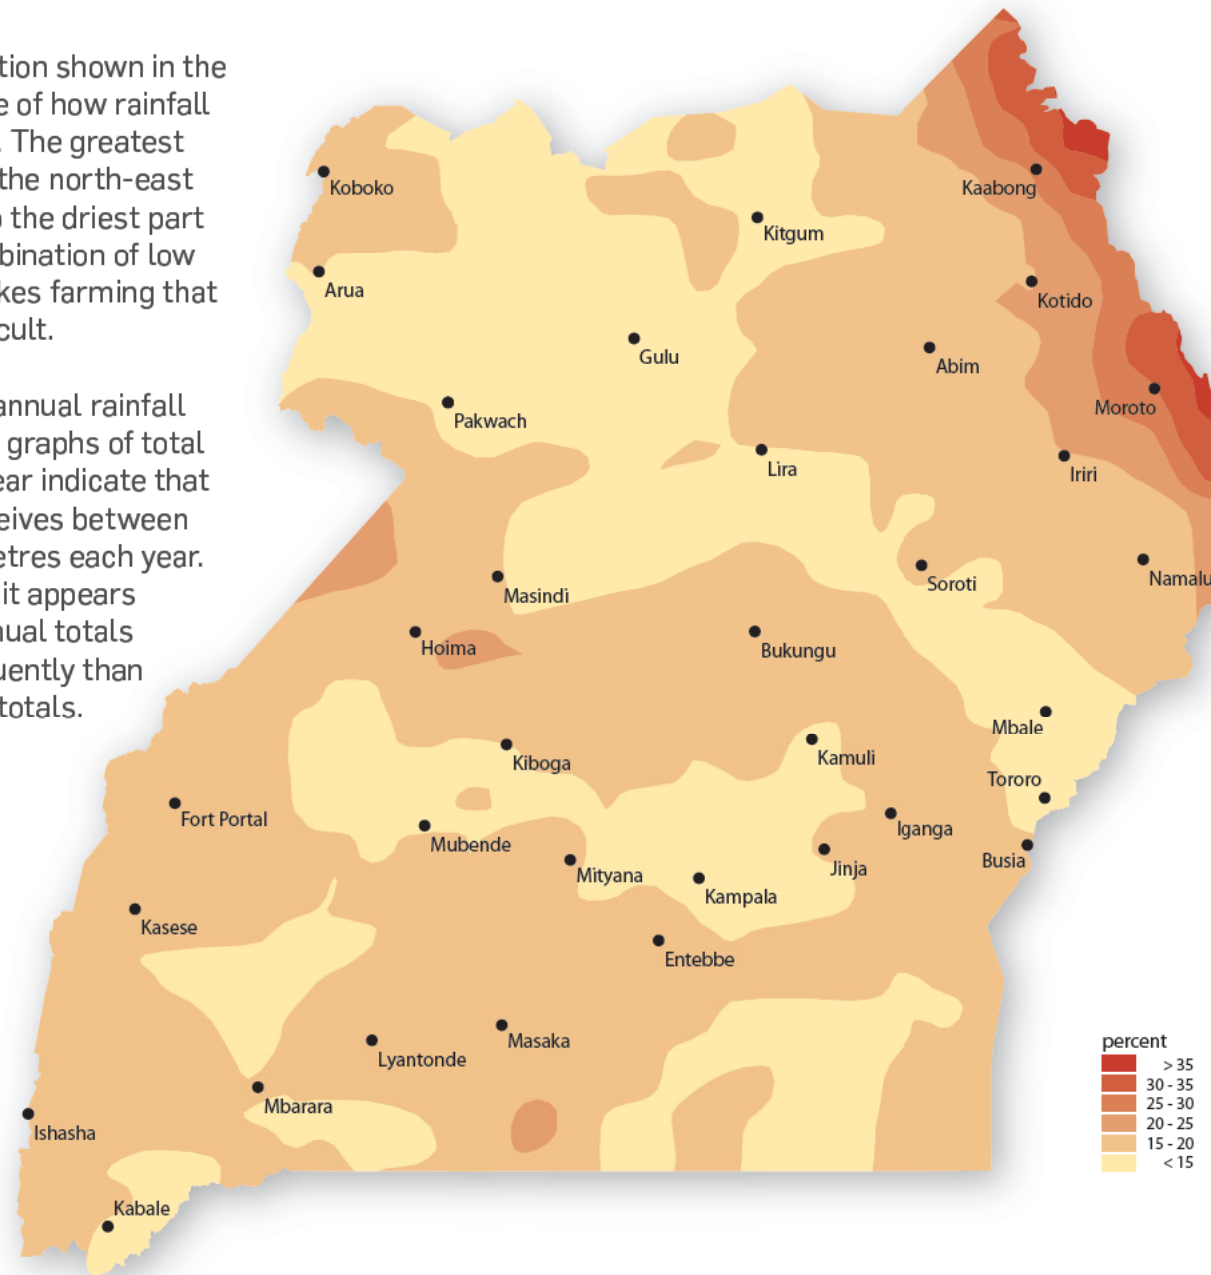 tion shown in the
e of how rainfall
. The greatest
the north-east
o the driest part
bination of low
kes farming that
cult.
annual rainfall
graphs of total
ear indicate that
eives between
etres each year.
it appears
nual totals
uently than
totals.
Koboko
Kaabong
Kitgum
Arua
Kotido
Gulu
Abim
Moroto
Pakwach
Lira
Iriri
Soroti
Namalu
Masindi
Hoima
Bukungu
Mbale
Kiboga
Kamuli
Tororo
Fort Portal
Iganga
Mubende
Busia
Mityana
Jinja
Kampala
Kasese
Entebbe
Masaka
Lyantonde
Mbarara
Ishasha
Kabale
percent
> 35
30 - 35
25 - 30
20 - 25
15 - 20
< 15